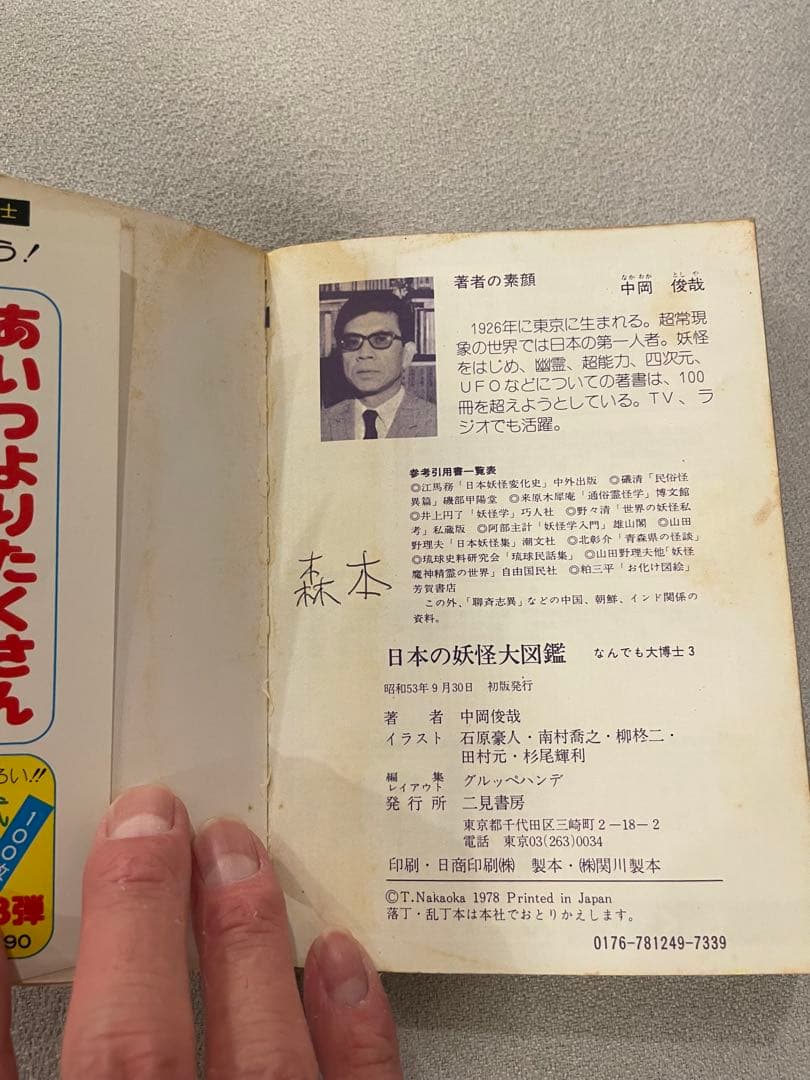 士
う!
あいつよりたくさん
ろい!!
100
3弾
90
著者の素顔
なかおか としや
中岡 俊哉
1926年に東京に生まれる。超常現
象の世界では日本の第一人者。妖怪
をはじめ、幽霊、超能力、四次元、
UFOなどについての著書は、100
冊を超えようとしている。TV、ラ
ジオでも活躍。
参考引用書一覧表
◎江馬務「日本妖怪変化史」中外出版 ◎磯清「民俗怪
異篇」磯部甲陽堂 ◎来原木犀庵「通俗霊怪学」博文館
◎井上円了「妖怪学」巧人社 ◎野々清「世界の妖怪私
考」私蔵版 ◎阿部主計「妖怪学入門」雄山閣 ◎山田
野理夫「日本妖怪集」潮文社 ◎北彰介「青森県の怪談」
◎琉球史料研究会「琉球民話集」 ◎山田野理夫他「妖怪
魔神精霊の世界」自由国民社 ◎粕三平「お化け図絵」
芳賀書店
この外、「聊斉志異」などの中国、朝鮮、インド関係の
資料。
森本
日本の妖怪大図鑑 なんでも大博士3
昭和53年9月30日 初版発行
著者 中岡俊哉
イラスト 石原豪人・南村喬之・柳柊二・
田村元・杉尾輝利
編集
レイアウト グルッペハンデ
発行所 二見書房
東京都千代田区三崎町2-18-2
電話 東京03(263)0034
印刷・日商印刷㈱ 製本・㈱関川製本
©T.Nakaoka 1978 Printed in Japan
落丁・乱丁本は本社でおとりかえします。
0176-781249-7339